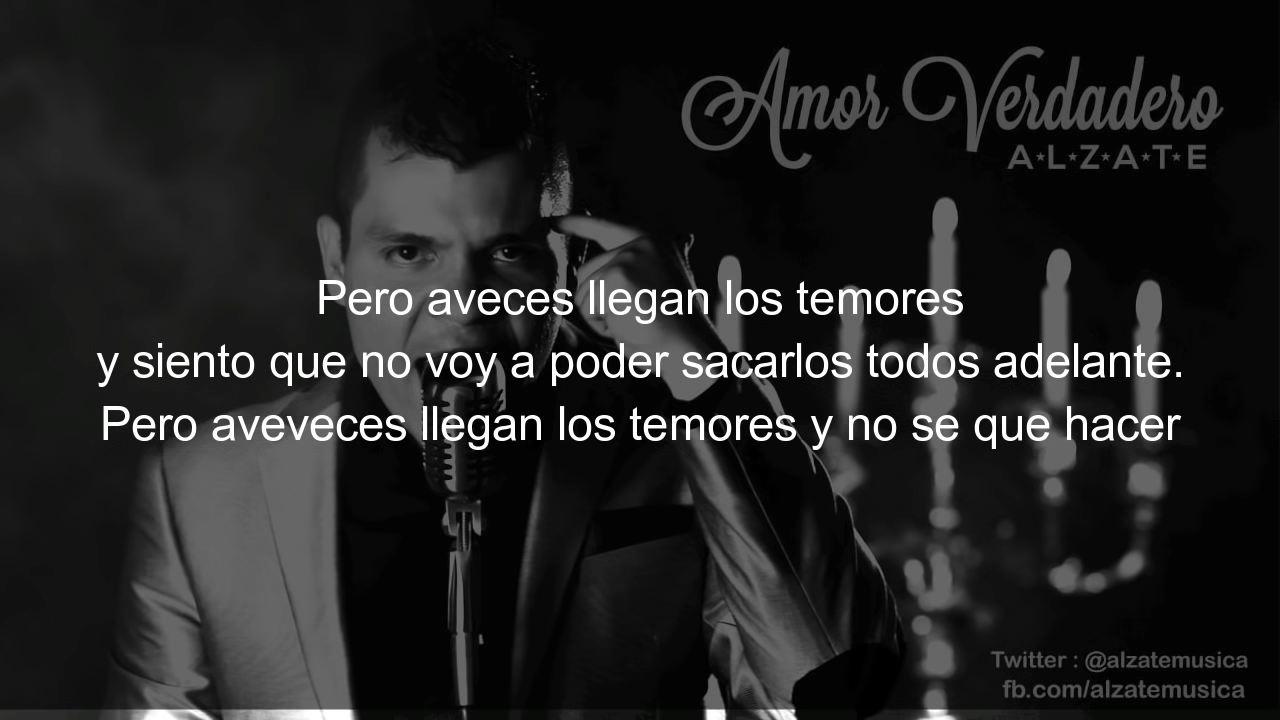 Amor Verdadero
A★L★Z★A★T★E
Pero aveces llegan los temores
y siento que no voy a poder sacarlos todos adelante.
Pero aveveces llegan los temores y no se que hacer
Twitter : @alzatemusica
fb.com/alzatemusica